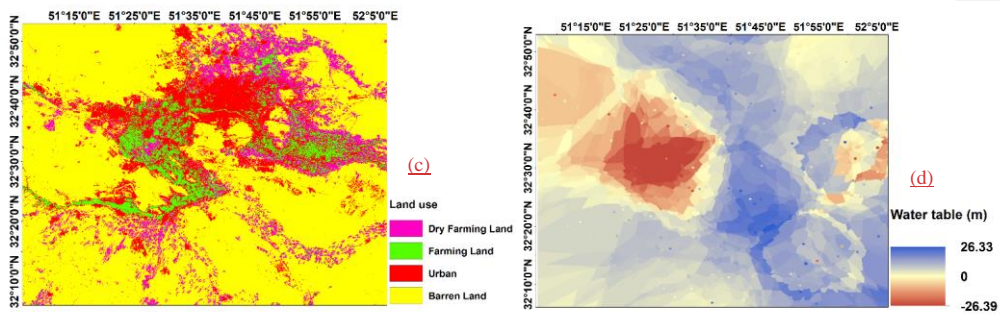 51°15'0"E 51°25'0"E 51°35'0"E 51°45'0"E 51°55'0"E 52°5'0"E
32°50'0"N
32°40'0"N
32°30'0"N
32°20'0"N
32°10'0"N
(c)
Land use
Dry Farming Land
Farming Land
Urban
Barren Land
51°15'0"E 51°25'0"E 51°35'0"E 51°45'0"E 51°55'0"E 52°5'0"E
32°50'0"N
32°40'0"N
32°30'0"N
32°20'0"N
32°10'0"N
(d)
Water table (m)
26.33
0
-26.39